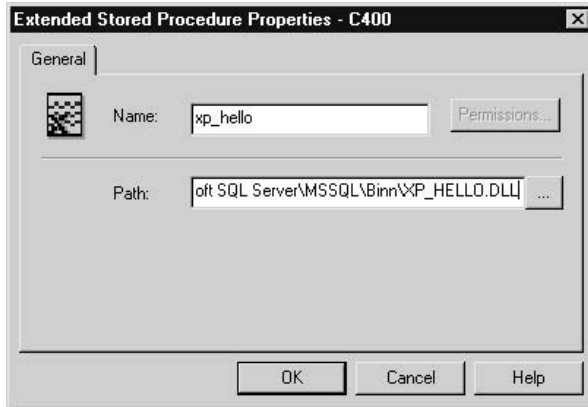 Extended Stored Procedure Properties - C400
General
Name: xp_hello Permissions...
Path: oft SQL Server\MSSQL\Binn\XP_HELLO.DLL ...
OK Cancel Help